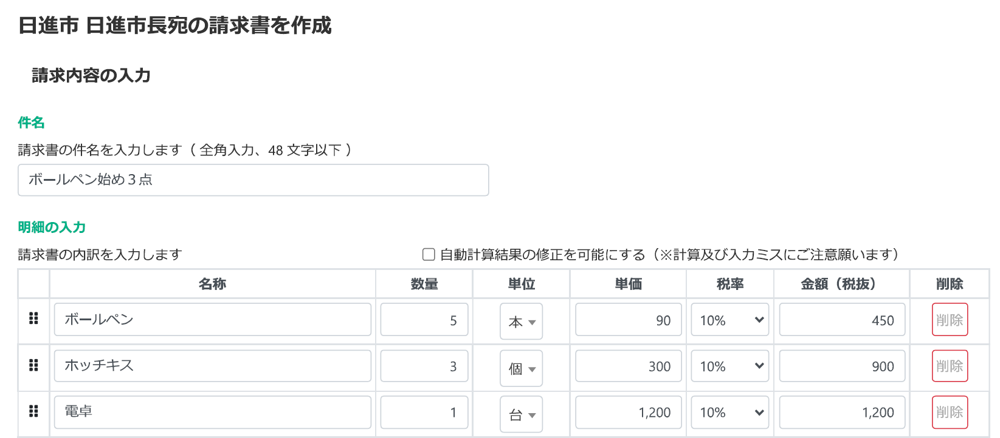 日進市 日進市長宛の請求書を作成
請求内容の入力
件名
請求書の件名を入力します（全角入力、48 文字以下 ）
ボールペン始め３点
明細の入力
請求書の内訳を入力します
自動計算結果の修正を可能にする（※計算及び入力ミスにご注意願います）
名称 数量 単位 単価 税率 金額（税抜） 削除
ボールペン 5 本 90 10% 450 削除
ホッチキス 3 個 300 10% 900 削除
電卓 1 台 1,200 10% 1,200 削除